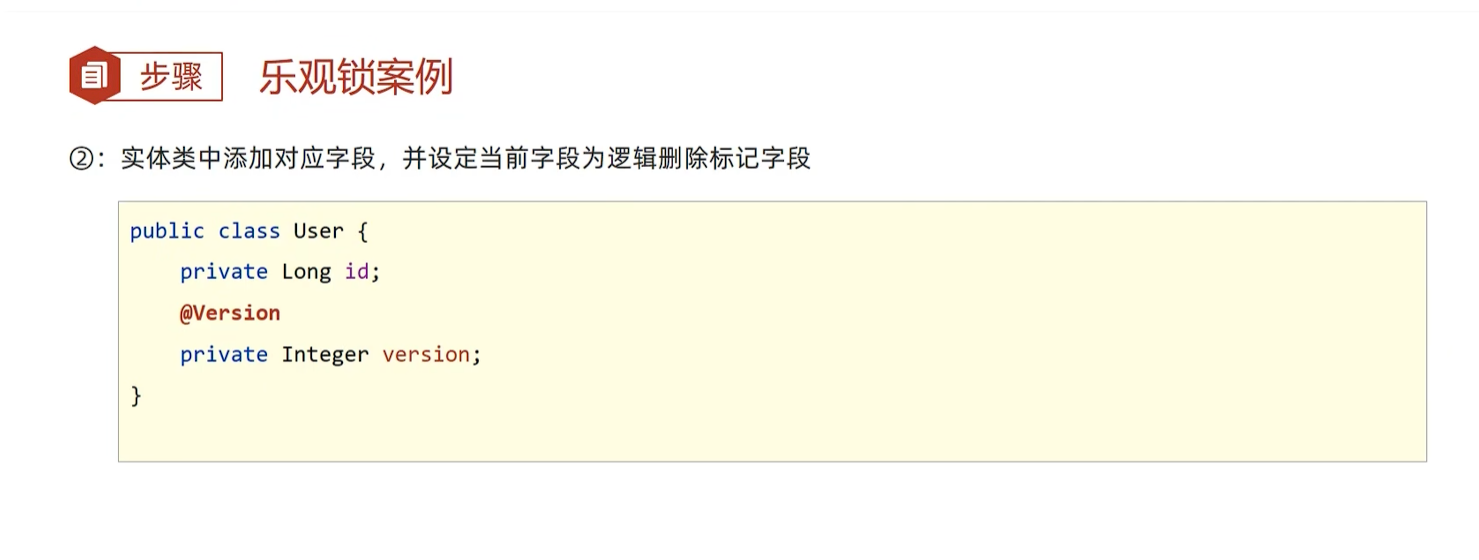 步骤 乐观锁案例
②：实体类中添加对应字段，并设定当前字段为逻辑删除标记字段
public class User {
    private Long id;
    @Version
    private Integer version;
}